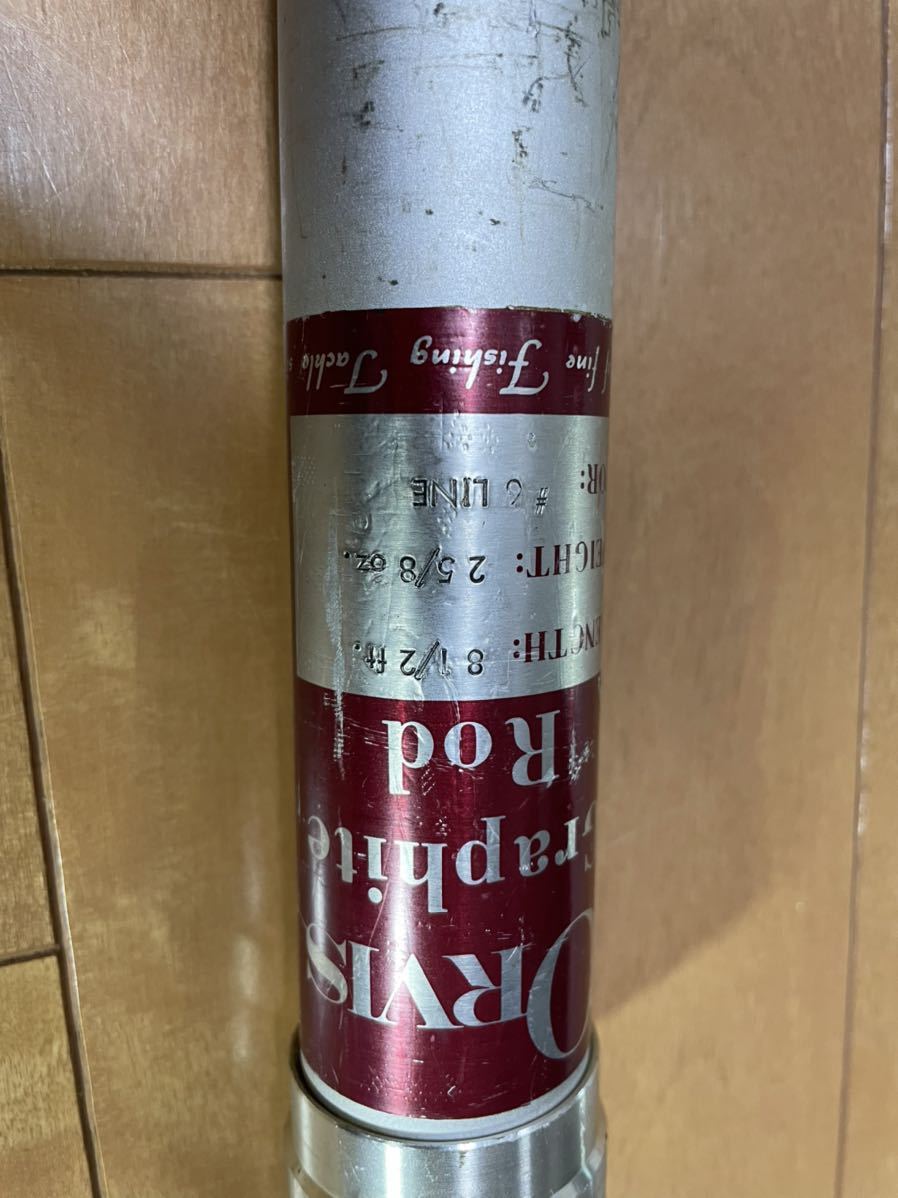 ORVIS
Graphite
Rod
LENGTH: 8 1/2 ft.
WEIGHT: 2 5/8 oz.
FOR: # 6 LINE
of fine Fishing Tackle s